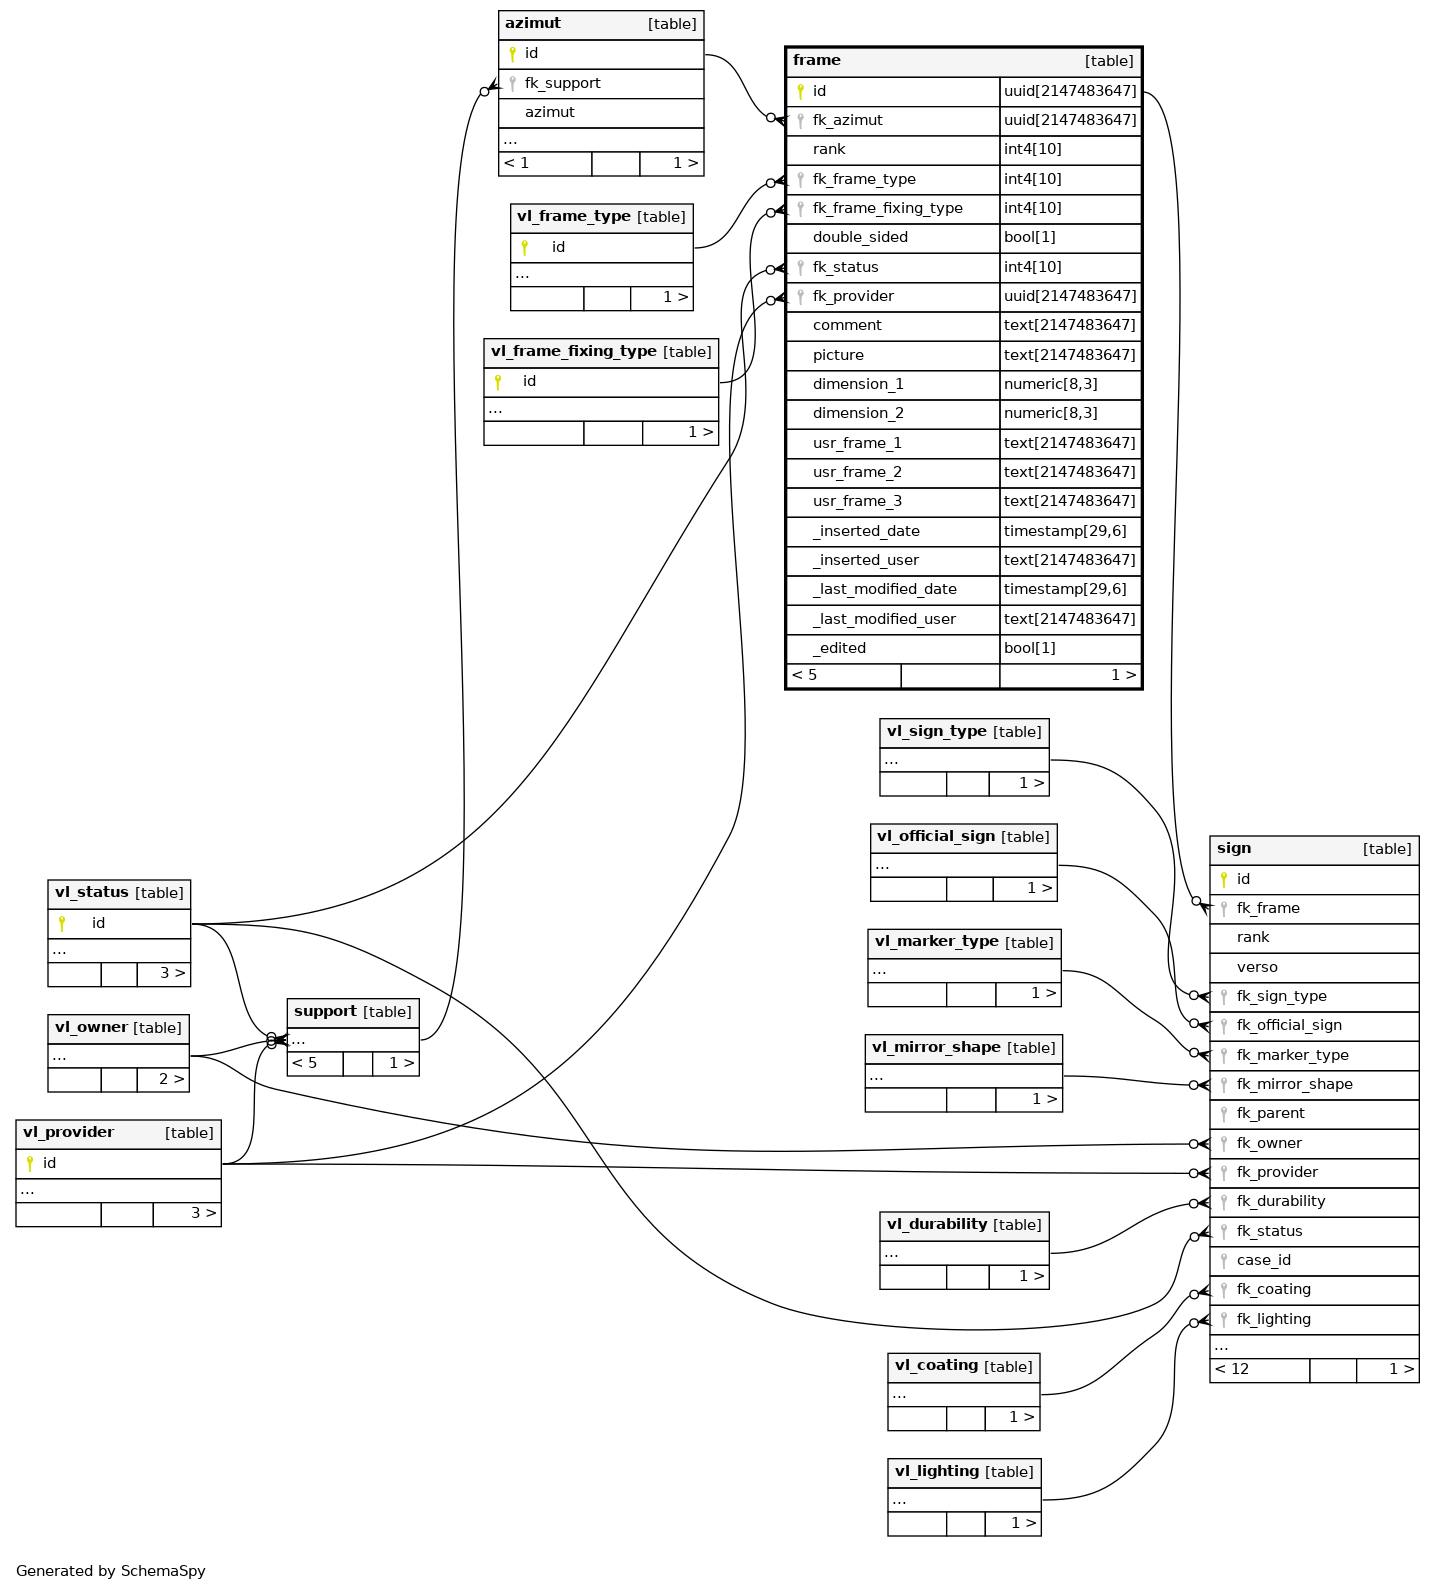 azimut [table]
id
fk_support
azimut
...
< 1 1 >
frame [table]
id uuid[2147483647]
fk_azimut uuid[2147483647]
rank int4[10]
fk_frame_type int4[10]
fk_frame_fixing_type int4[10]
double_sided bool[1]
fk_status int4[10]
fk_provider uuid[2147483647]
comment text[2147483647]
picture text[2147483647]
dimension_1 numeric[8,3]
dimension_2 numeric[8,3]
usr_frame_1 text[2147483647]
usr_frame_2 text[2147483647]
usr_frame_3 text[2147483647]
_inserted_date timestamp[29,6]
_inserted_user text[2147483647]
_last_modified_date timestamp[29,6]
_last_modified_user text[2147483647]
_edited bool[1]
< 5 1 >
vl_frame_type [table]
id
...
1 >
vl_frame_fixing_type [table]
id
...
1 >
vl_sign_type [table]
...
1 >
vl_official_sign [table]
...
1 >
vl_marker_type [table]
...
1 >
vl_mirror_shape [table]
...
1 >
sign [table]
id
fk_frame
rank
verso
fk_sign_type
fk_official_sign
fk_marker_type
fk_mirror_shape
fk_parent
fk_owner
fk_provider
fk_durability
fk_status
case_id
fk_coating
fk_lighting
...
< 12 1 >
vl_status [table]
id
...
3 >
support [table]
...
< 5 1 >
vl_owner [table]
...
2 >
vl_provider [table]
id
...
3 >
vl_durability [table]
...
1 >
vl_coating [table]
...
1 >
vl_lighting [table]
...
1 >
Generated by SchemaSpy